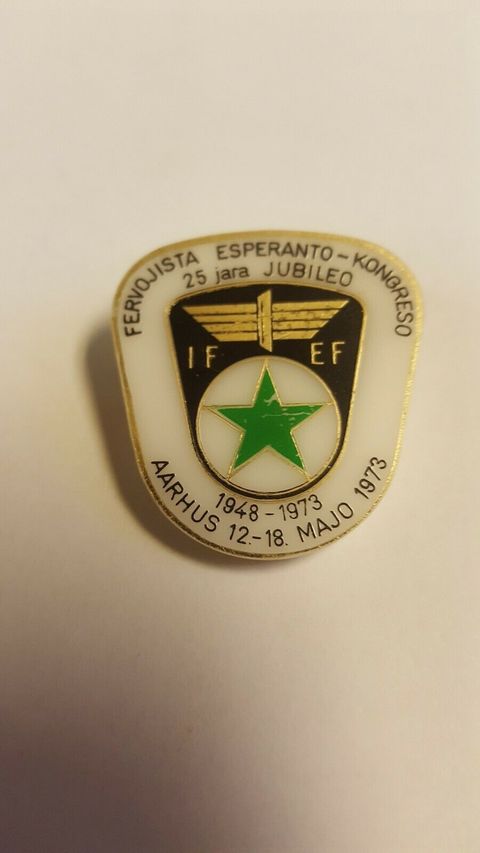 FERVOJISTA ESPERANTO-KONGRESO
25 jara JUBILEO
IF EF
1948-1973
AARHUS 12.-18. MAJO 1973